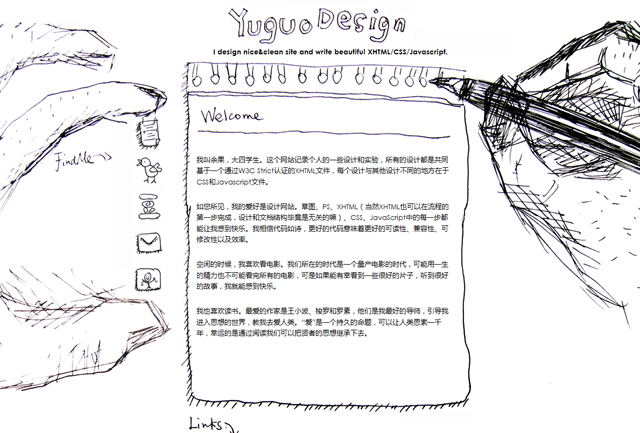 YuguoDesign
I design nice&clean site and write beautiful XHTML/CSS/Javascript.
Welcome
FindMe
我叫余果，大四学生。这个网站记录个人的一些设计和实验，所有的设计都是共同
基于一个通过W3C Strict认证的XHTML文件，每个设计与其他设计不同的地方在于
CSS和Javascript文件。
如您所见，我的爱好是设计网站。草图、PS、XHTML（当然XHTML也可以在流程的
第一步完成，设计和文档结构毕竟是无关的嘛）、CSS、JavaScript中的每一步都
能让我感到快乐。我相信代码如诗，更好的代码意味着更好的可读性、兼容性、可
修改性以及效率。
空闲的时候，我喜欢看电影。我们所在的时代是一个量产电影的时代，可能用一生
的精力也不可能看完所有的电影，可是如果能有幸看到一些很好的片子，听到很好
的故事，我就能感到快乐。
我也喜欢读书。最爱的作家是王小波、梭罗和罗素，他们是我最好的导师，引导我
进入思想的世界，教我去爱人类。“爱”是一个持久的命题，可以让人类思素一千
年，幸运的是通过阅读我们可以把贤者的思想继承下去。
Links